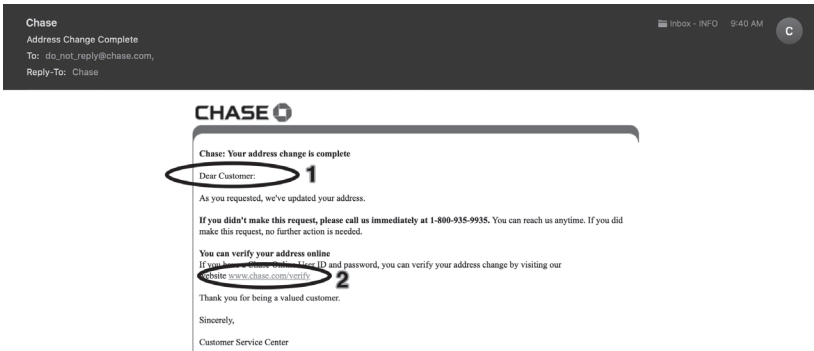 Chase
Inbox - INFO 9:40 AM
C
Address Change Complete
To: do_not_reply@chase.com,
Reply-To: Chase
CHASE
Chase: Your address change is complete
Dear Customer: 1
As you requested, we've updated your address.
If you didn't make this request, please call us immediately at 1-800-935-9935. You can reach us anytime. If you did
make this request, no further action is needed.
You can verify your address online
If you have a Chase Online User ID and password, you can verify your address change by visiting our
website www.chase.com/verify 2
Thank you for being a valued customer.
Sincerely,
Customer Service Center